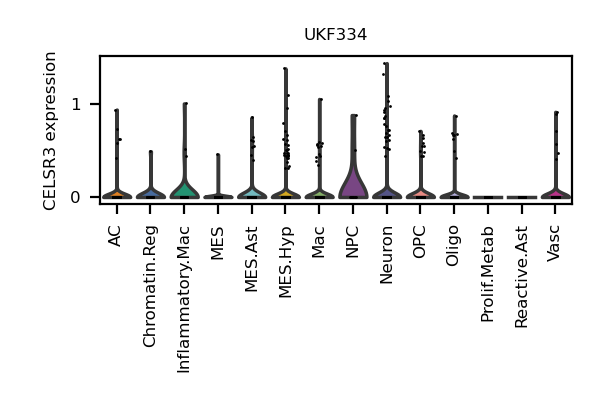 UKF334
CELSR3 expression
1
0
AC
Chromatin.Reg
Inflammatory.Mac
MES
MES.Ast
MES.Hyp
Mac
NPC
Neuron
OPC
Oligo
Prolif.Metab
Reactive.Ast
Vasc